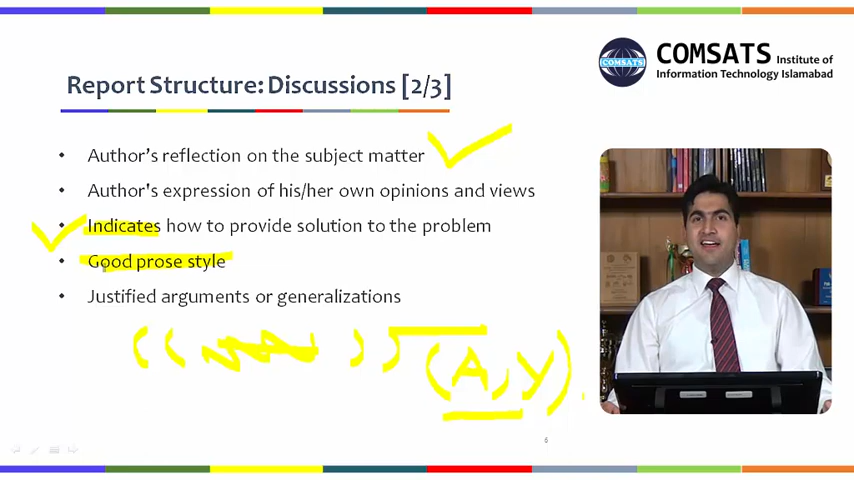 COMSATS Institute of
Information Technology Islamabad
COMSATS
Report Structure: Discussions [2/3]
• Author's reflection on the subject matter
• Author's expression of his/her own opinions and views
• Indicates how to provide solution to the problem
• Good prose style
• Justified arguments or generalizations
(A, Y)
6